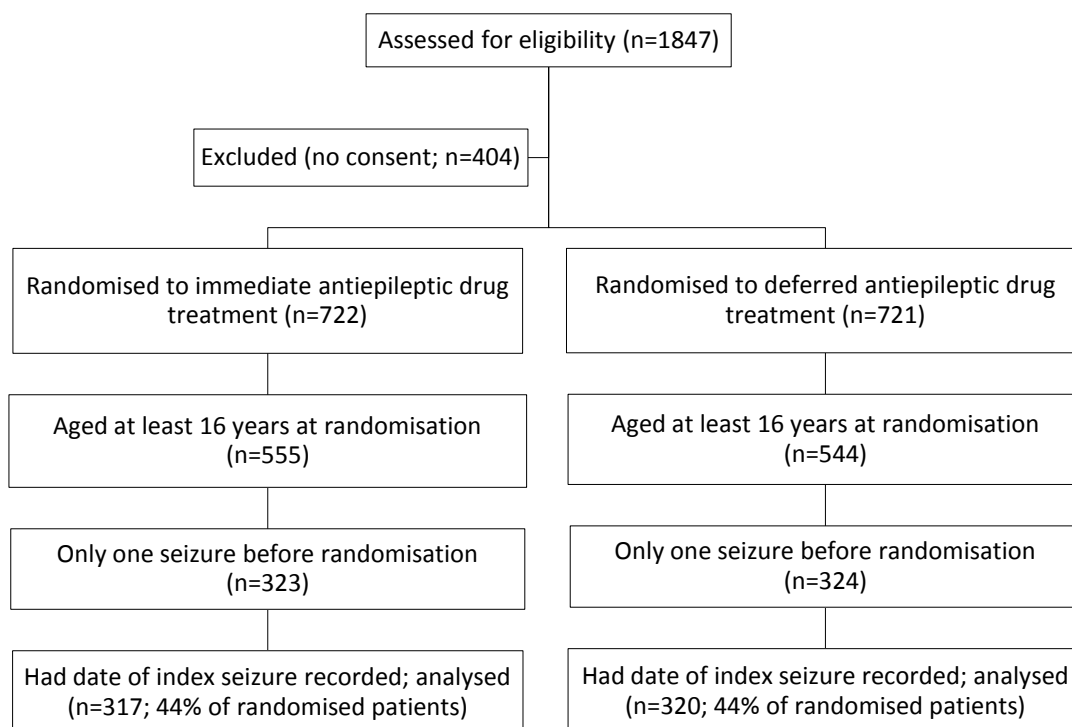 Assessed for eligibility (n=1847)
Excluded (no consent; n=404)
Randomised to immediate antiepileptic drug
treatment (n=722)
Randomised to deferred antiepileptic drug
treatment (n=721)
Aged at least 16 years at randomisation
(n=555)
Aged at least 16 years at randomisation
(n=544)
Only one seizure before randomisation
(n=323)
Only one seizure before randomisation
(n=324)
Had date of index seizure recorded; analysed
(n=317; 44% of randomised patients)
Had date of index seizure recorded; analysed
(n=320; 44% of randomised patients)